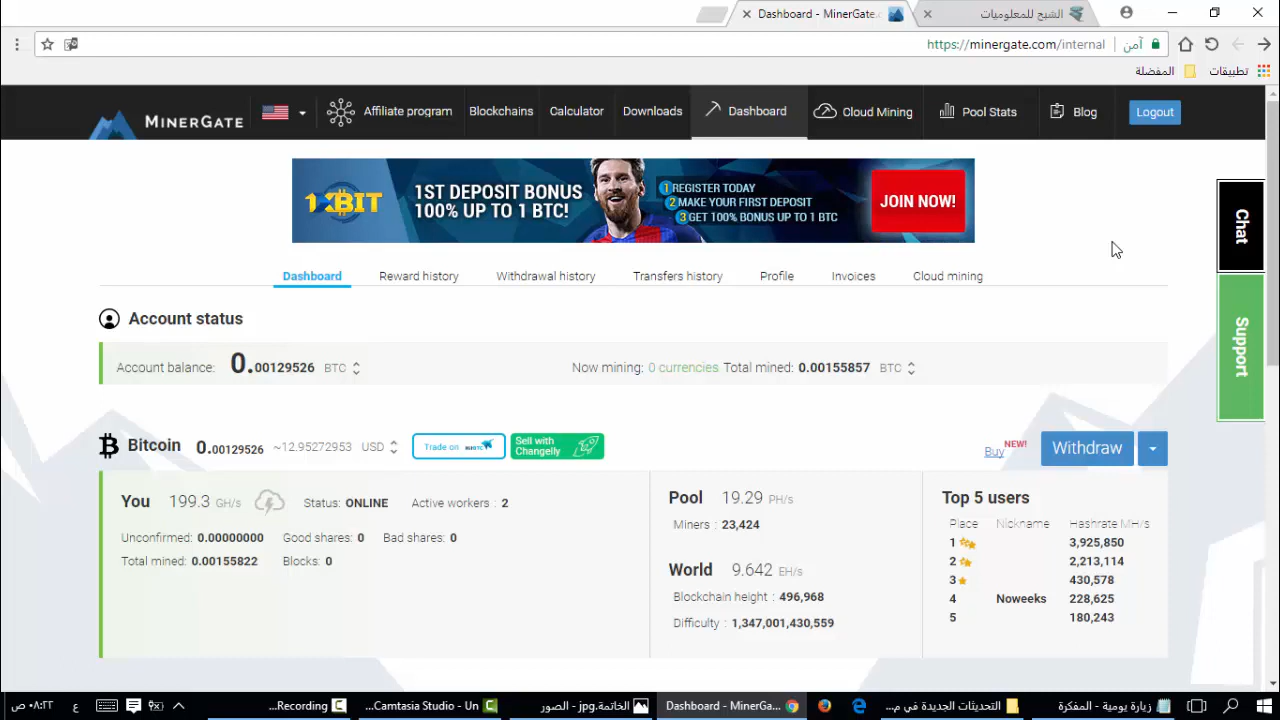 الشيخ للمعلوميات
Dashboard - MinerGate.
https://minergate.com/internal
آمن
المفضلة
تطبيقات
MINERGATE
Affiliate program
Blockchains
Calculator
Downloads
Dashboard
Cloud Mining
Pool Stats
Blog
Logout
1XBIT
1ST DEPOSIT BONUS
100% UP TO 1 BTC!
1 REGISTER TODAY
2 MAKE YOUR FIRST DEPOSIT
3 GET 100% BONUS UP TO 1 BTC
JOIN NOW!
Chat
Support
Dashboard
Reward history
Withdrawal history
Transfers history
Profile
Invoices
Cloud mining
Account status
Account balance: 0.00129526 BTC
Now mining: 0 currencies Total mined: 0.00155857 BTC
Bitcoin 0.00129526 ~12.95272953 USD
Trade on
Sell with
Changelly
Buy NEW!
Withdraw
You 199.3 GH/s Status: ONLINE Active workers : 2
Unconfirmed: 0.00000000 Good shares: 0 Bad shares: 0
Total mined: 0.00155822 Blocks: 0
Pool 19.29 PH/s
Miners : 23,424
World 9.642 EH/s
Blockchain height : 496,968
Difficulty : 1,347,001,430,559
Top 5 users
Place Nickname Hashrate MH/s
1 3,925,850
2 2,213,114
3 430,578
4 Noweeks 228,625
5 180,243
٠٨:٢٢ ص
ع
Recording...
Camtasia Studio - Un...
الخاتمة.jpg - الصور
Dashboard - MinerGa...
التحديثات الجديدة في م...
زيارة يومية - المفكرة